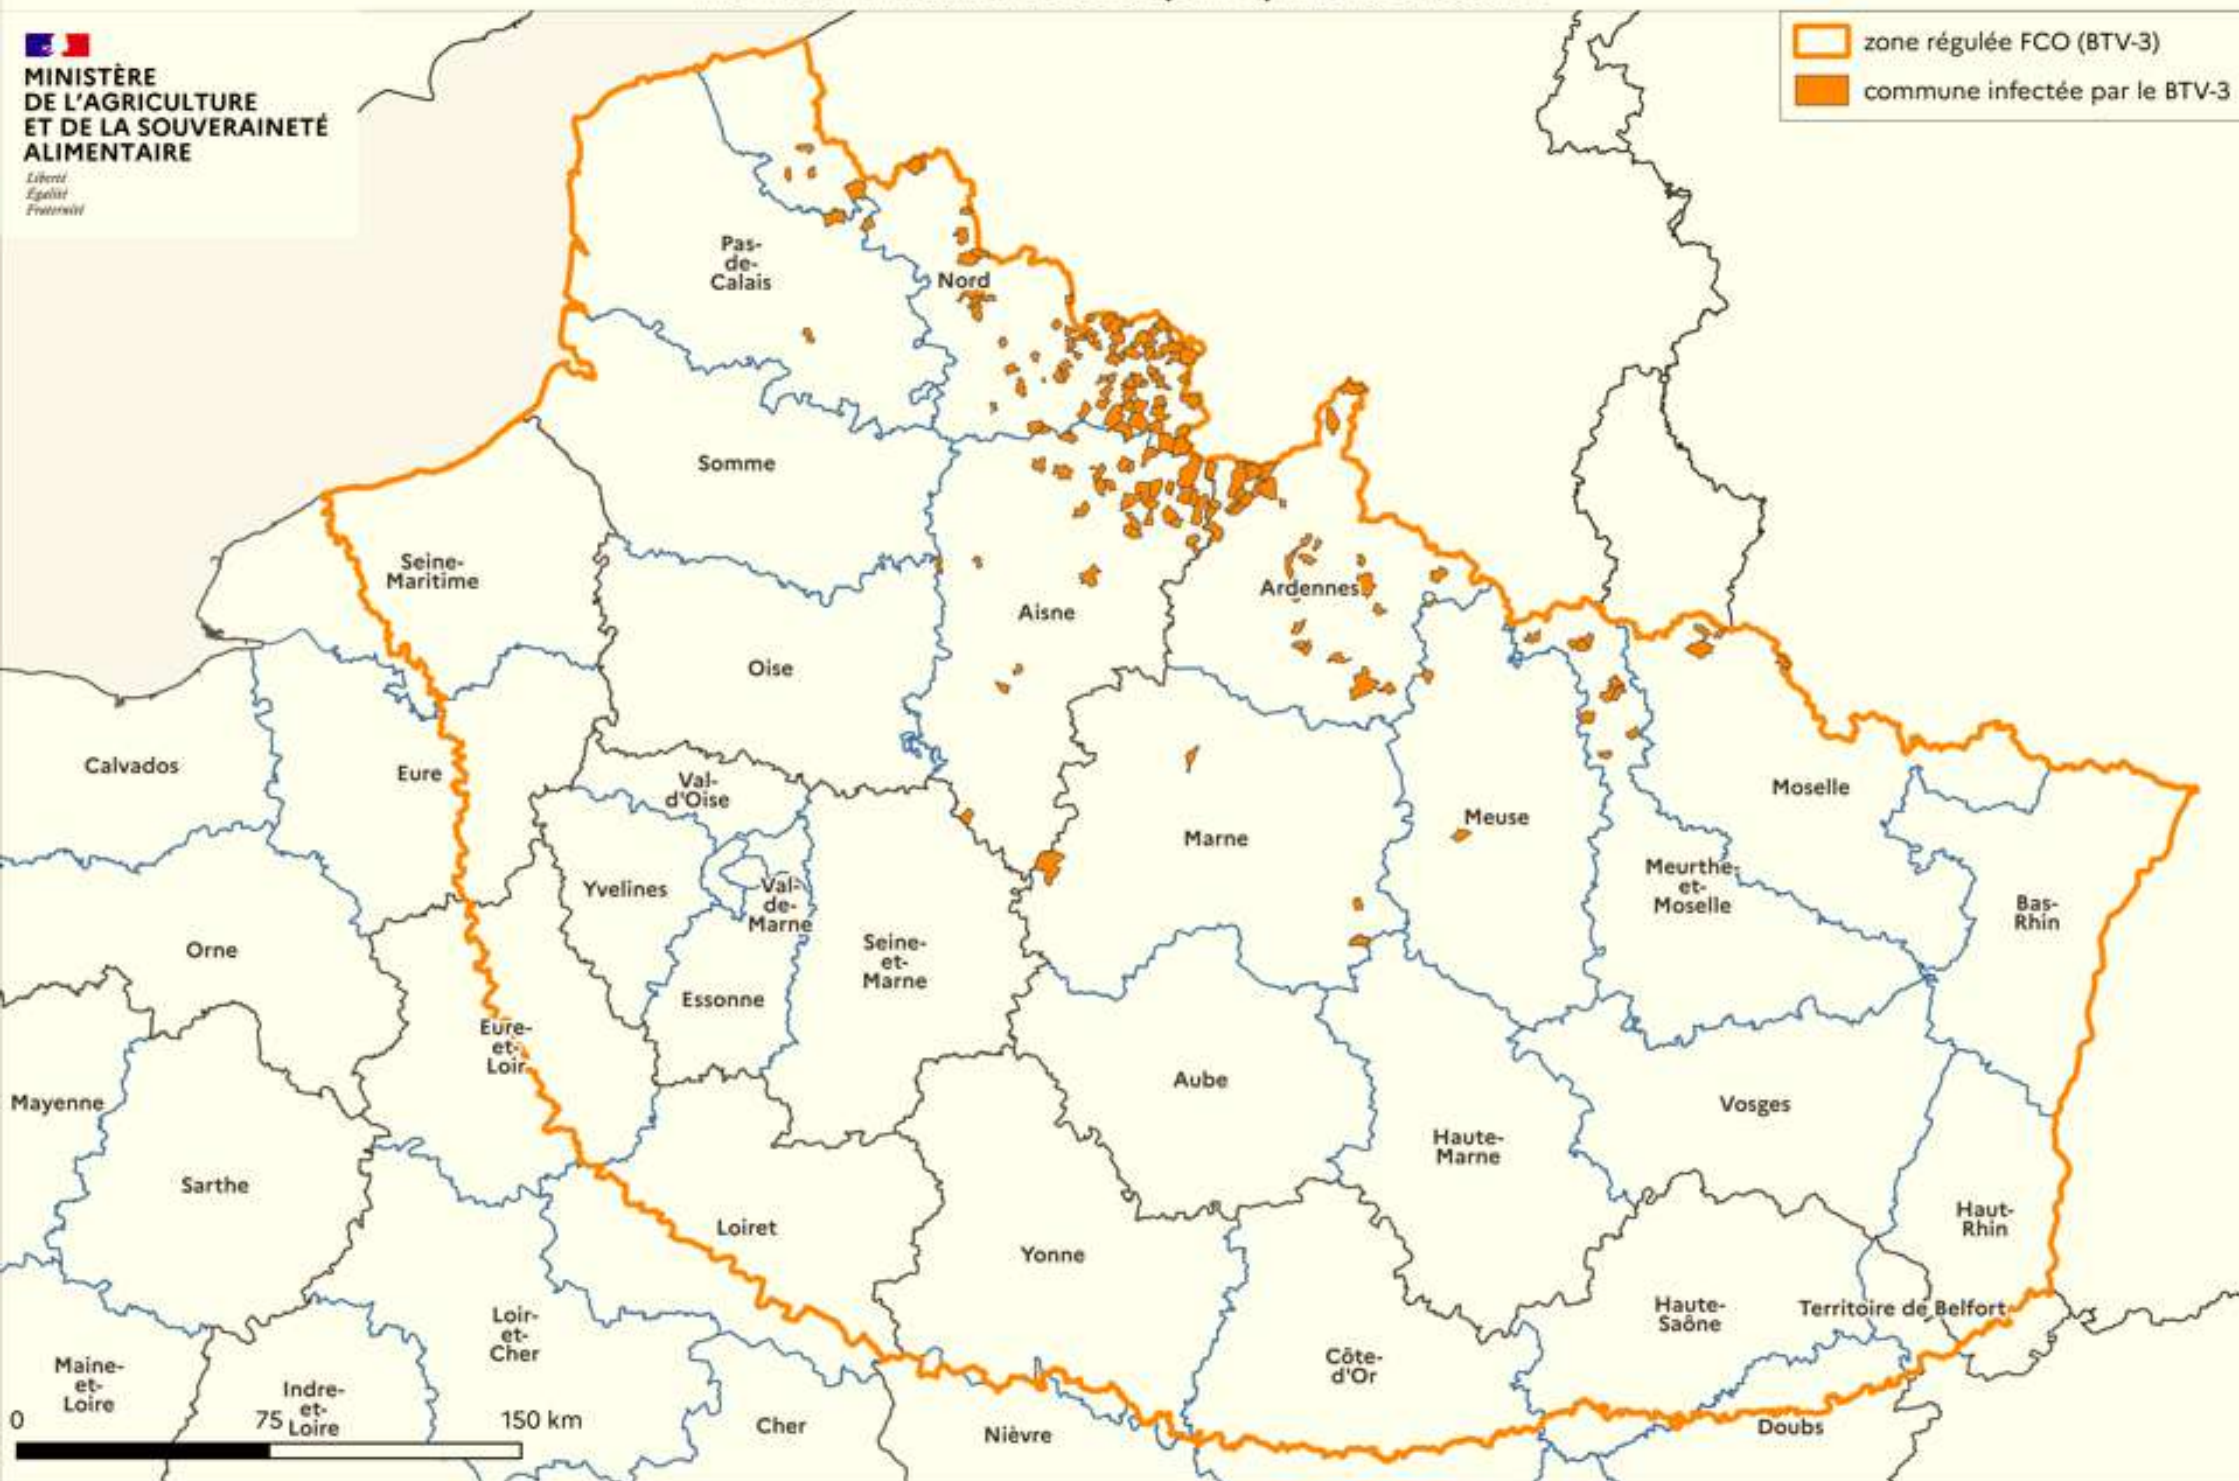 MINISTÈRE
DE L'AGRICULTURE
ET DE LA SOUVERAINETÉ
ALIMENTAIRE
Liberté
Égalité
Fraternité
zone régulée FCO (BTV-3)
commune infectée par le BTV-3
Pas-
de-
Calais
Nord
Somme
Seine-
Maritime
Ardennes
Aisne
Oise
Calvados
Eure
Val-
d'Oise
Moselle
Marne
Meuse
Yvelines
Val-
de-
Marne
Meurthe-
et-
Moselle
Bas-
Rhin
Orne
Seine-
et-
Marne
Essonne
Eure-
et-
Loir
Aube
Mayenne
Vosges
Haute-
Marne
Sarthe
Loiret
Yonne
Haut-
Rhin
Loir-
et-
Cher
Haute-
Saône
Territoire de Belfort
Maine-
et-
Loire
Indre-
et-
Loire
Côte-
d'Or
Cher
Nièvre
Doubs
0
75
150 km